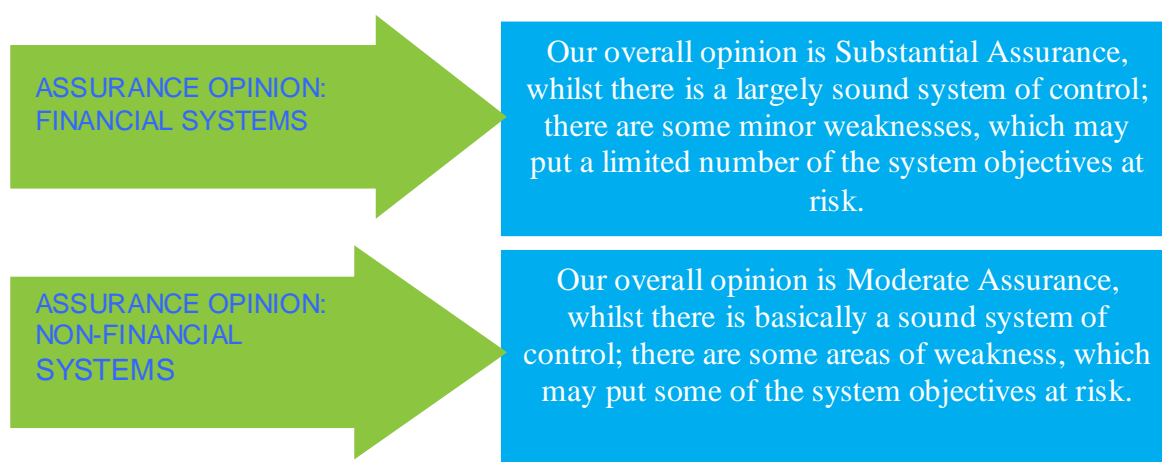 ASSURANCE OPINION:
FINANCIAL SYSTEMS
Our overall opinion is Substantial Assurance,
whilst there is a largely sound system of control;
there are some minor weaknesses, which may
put a limited number of the system objectives at
risk.
ASSURANCE OPINION:
NON-FINANCIAL
SYSTEMS
Our overall opinion is Moderate Assurance,
whilst there is basically a sound system of
control; there are some areas of weakness, which
may put some of the system objectives at risk.